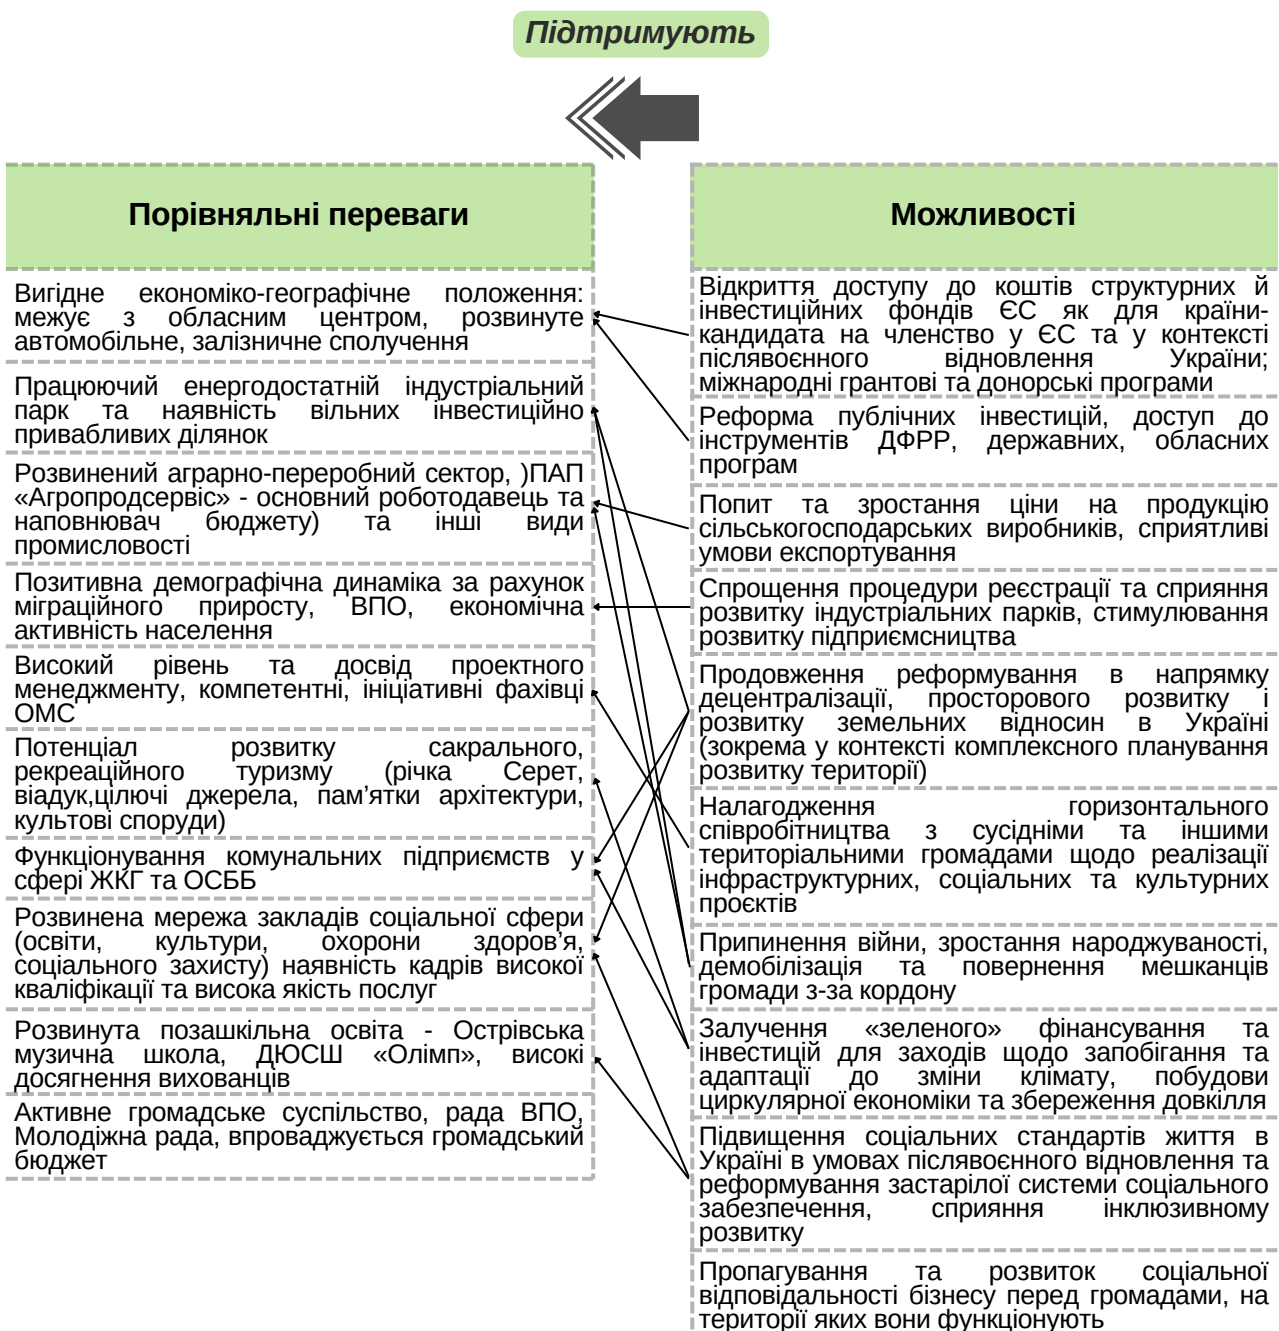 Підтримують
Порівняльні переваги
Вигідне економіко-географічне положення:
межує з обласним центром, розвинуте
автомобільне, залізничне сполучення
Працюючий енергодостатній індустріальний
парк та наявність вільних інвестиційно
привабливих ділянок
Розвинений аграрно-переробний сектор, )ПАП
«Агропродсервіс» - основний роботодавець та
наповнювач бюджету) та інші види
промисловості
Позитивна демографічна динаміка за рахунок
міграційного приросту, ВПО, економічна
активність населення
Високий рівень та досвід проектного
менеджменту, компетентні, ініціативні фахівці
ОМС
Потенціал розвитку сакрального,
рекреаційного туризму (річка Серет,
віадук,цілючі джерела, пам'ятки архітектури,
культові споруди)
Функціонування комунальних підприємств у
сфері ЖКГ та ОСББ
Розвинена мережа закладів соціальної сфери
(освіти, культури, охорони здоров'я,
соціального захисту) наявність кадрів високої
кваліфікації та висока якість послуг
Розвинута позашкільна освіта - Острівська
музична школа, ДЮСШ «Олімп», високі
досягнення вихованців
Активне громадське суспільство, рада ВПО,
Молодіжна рада, впроваджується громадський
бюджет
Можливості
Відкриття доступу до коштів структурних й
інвестиційних фондів ЄС як для країни-
кандидата на членство у ЄС та у контексті
післявоєнного відновлення України;
міжнародні грантові та донорські програми
Реформа публічних інвестицій, доступ до
інструментів ДФРР, державних, обласних
програм
Попит та зростання ціни на продукцію
сільськогосподарських виробників, сприятливі
умови експортування
Спрощення процедури реєстрації та сприяння
розвитку індустріальних парків, стимулювання
розвитку підприємсництва
Продовження реформування в напрямку
децентралізації, просторового розвитку і
розвитку земельних відносин в Україні
(зокрема у контексті комплексного планування
розвитку території)
Налагодження горизонтального
співробітництва з сусідніми та іншими
територіальними громадами щодо реалізації
інфраструктурних, соціальних та культурних
проєктів
Припинення війни, зростання народжуваності,
демобілізація та повернення мешканців
громади з-за кордону
Залучення «зеленого» фінансування та
інвестицій для заходів щодо запобігання та
адаптації до зміни клімату, побудови
циркулярної економіки та збереження довкілля
Підвищення соціальних стандартів життя в
Україні в умовах післявоєнного відновлення та
реформування застарілої системи соціального
забезпечення, сприяння інклюзивному
розвитку
Пропагування та розвиток соціальної
відповідальності бізнесу перед громадами, на
території яких вони функціонують